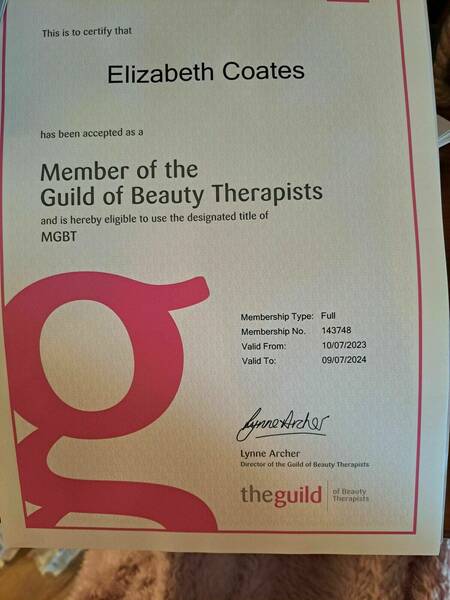 This is to certify that
Elizabeth Coates
has been accepted as a
Member of the
Guild of Beauty Therapists
and is hereby eligible to use the designated title of
MGBT
Membership Type: Full
Membership No. 143748
Valid From: 10/07/2023
Valid To: 09/07/2024
Lynne Archer
Lynne Archer
Director of the Guild of Beauty Therapists
theguild of Beauty
Therapists